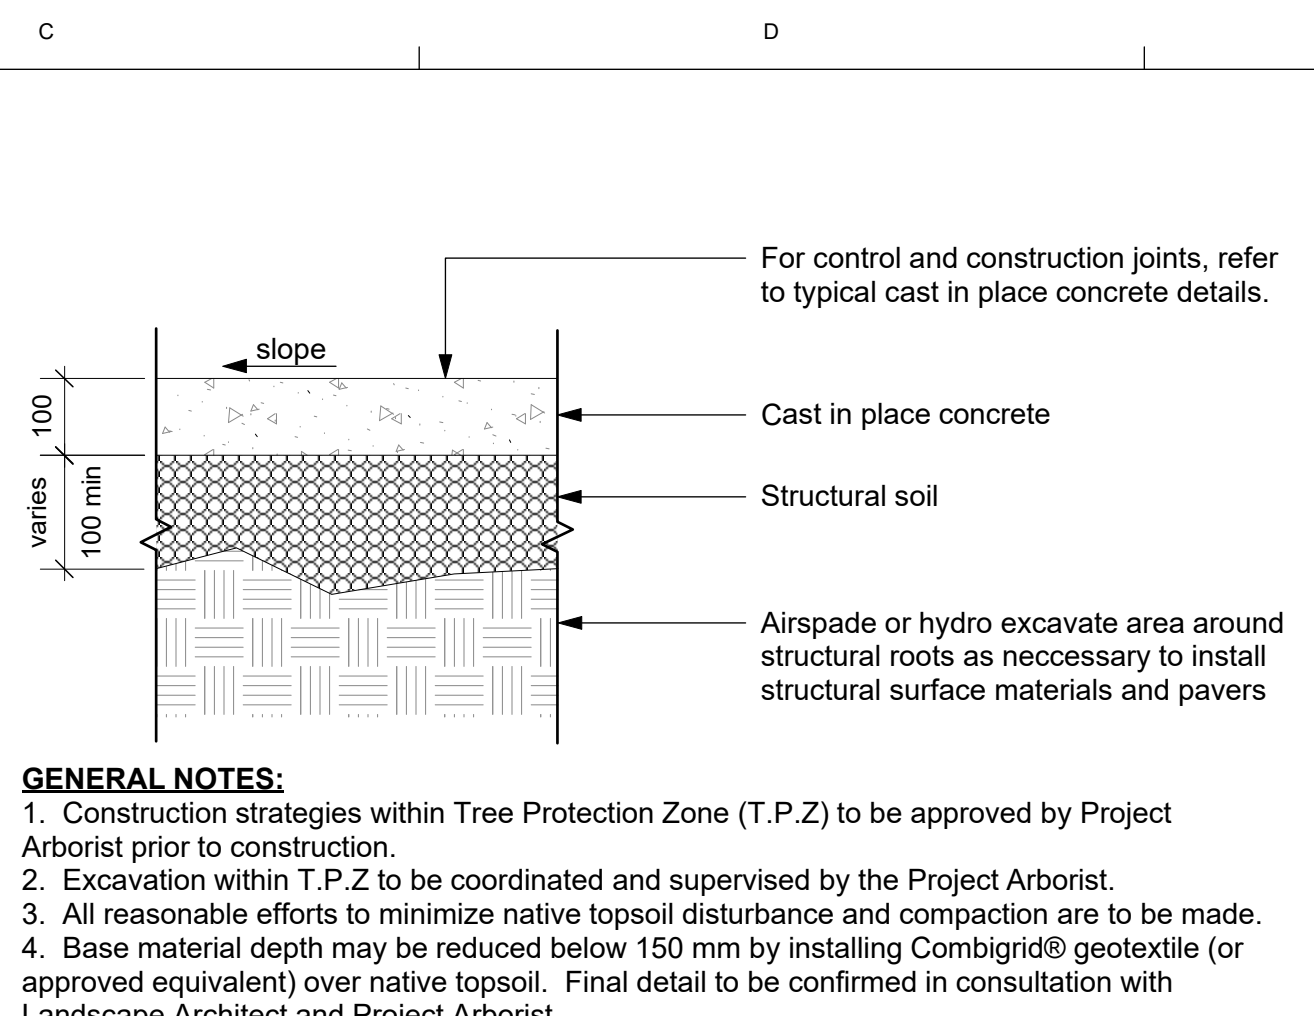 C
D
For control and construction joints, refer
to typical cast in place concrete details.
slope
100
Cast in place concrete
varies
100 min
Structural soil
Airspade or hydro excavate area around
structural roots as neccessary to install
structural surface materials and pavers
GENERAL NOTES:
1. Construction strategies within Tree Protection Zone (T.P.Z) to be approved by Project
Arborist prior to construction.
2. Excavation within T.P.Z to be coordinated and supervised by the Project Arborist.
3. All reasonable efforts to minimize native topsoil disturbance and compaction are to be made.
4. Base material depth may be reduced below 150 mm by installing Combigrid® geotextile (or
approved equivalent) over native topsoil. Final detail to be confirmed in consultation with
Landscape Architect and Project Arborist